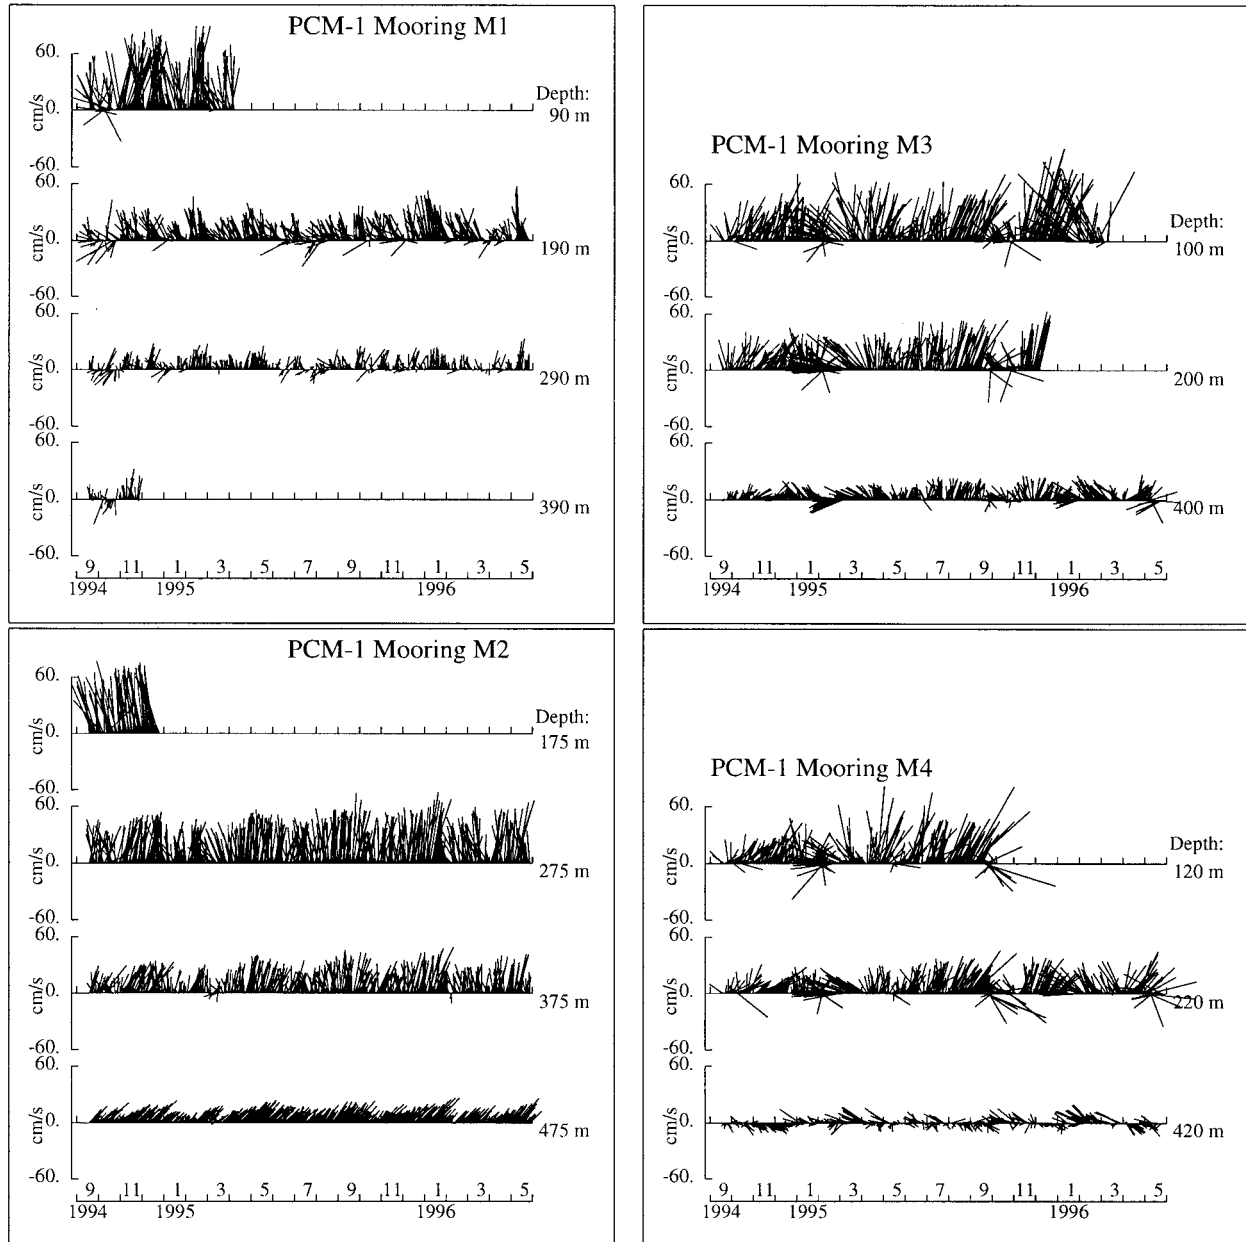 PCM-1 Mooring M1
60.
0.
-60.
cm/s
Depth:
90 m
60.
0.
-60.
cm/s
190 m
60.
0.
-60.
cm/s
290 m
60.
0.
-60.
cm/s
390 m
9 11 1 3 5 7 9 11 1 3 5
1994 1995 1996
PCM-1 Mooring M3
60.
0.
-60.
cm/s
Depth:
100 m
60.
0.
-60.
cm/s
200 m
60.
0.
-60.
cm/s
400 m
9 11 1 3 5 7 9 11 1 3 5
1994 1995 1996
PCM-1 Mooring M2
60.
0.
-60.
cm/s
Depth:
175 m
60.
0.
-60.
cm/s
275 m
60.
0.
-60.
cm/s
375 m
60.
0.
-60.
cm/s
475 m
9 11 1 3 5 7 9 11 1 3 5
1994 1995 1996
PCM-1 Mooring M4
60.
0.
-60.
cm/s
Depth:
120 m
60.
0.
-60.
cm/s
220 m
60.
0.
-60.
cm/s
420 m
9 11 1 3 5 7 9 11 1 3 5
1994 1995 1996